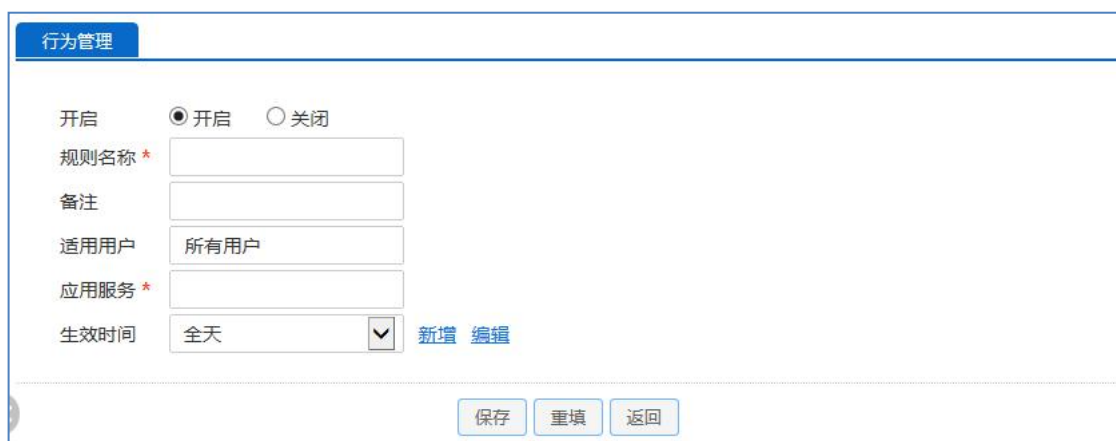 行为管理
开启 开启 关闭
规则名称 *
备注
适用用户 所有用户
应用服务 *
生效时间 全天 新增 编辑
保存 重填 返回